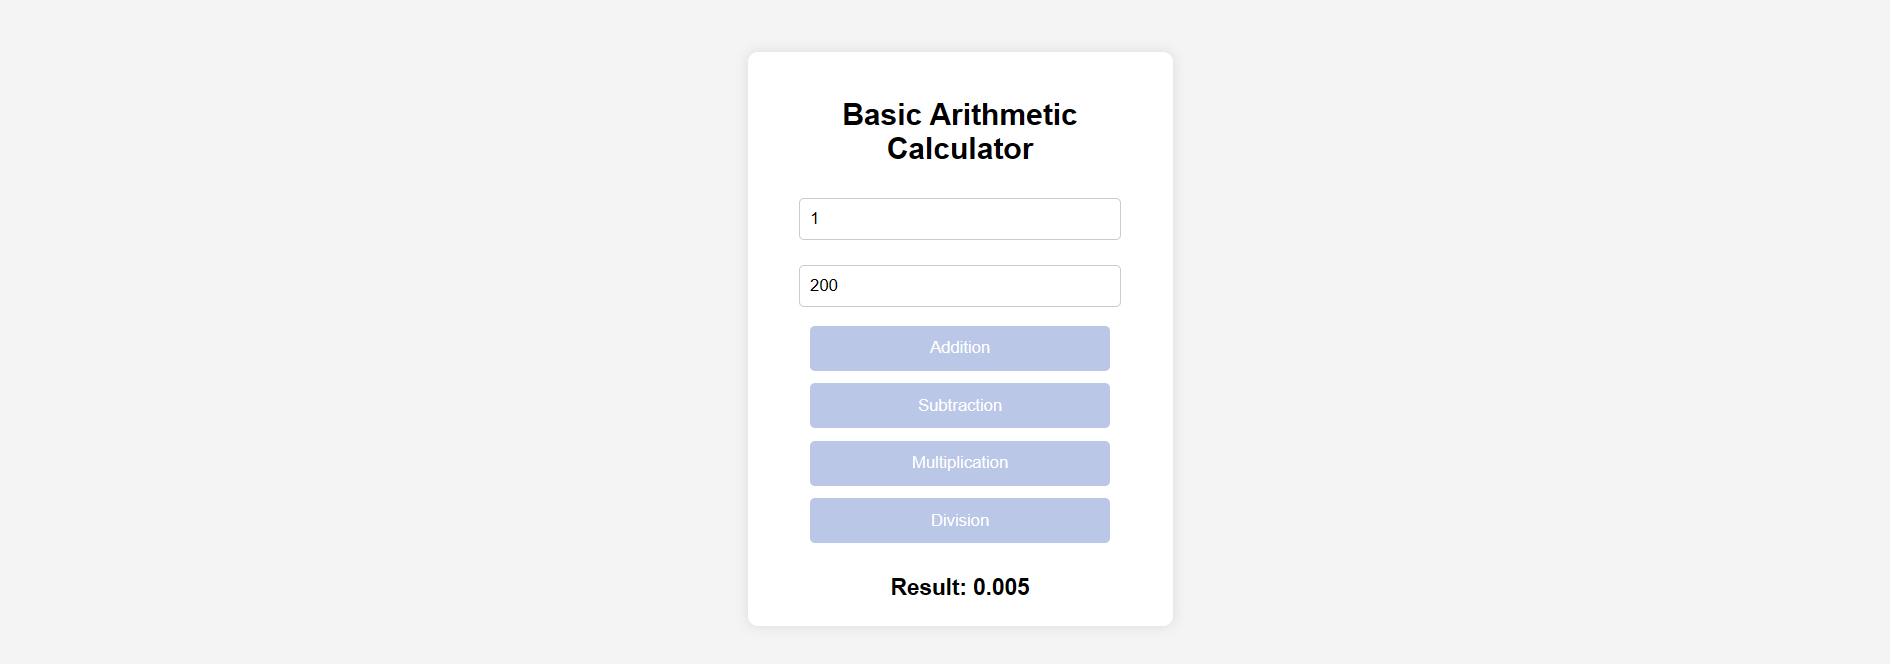 Basic Arithmetic
Calculator
1
200
Addition
Subtraction
Multiplication
Division
Result: 0.005